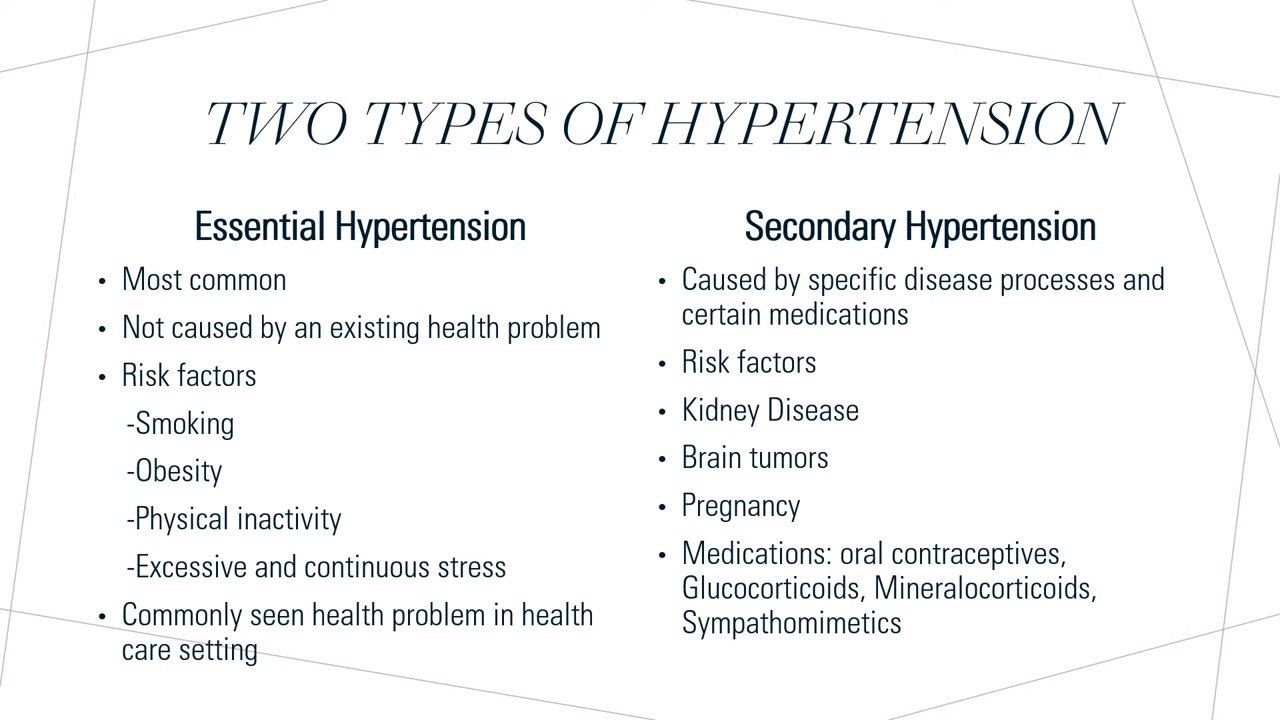 TWO TYPES OF HYPERTENSION
Essential Hypertension
• Most common
• Not caused by an existing health problem
• Risk factors
-Smoking
-Obesity
-Physical inactivity
-Excessive and continuous stress
• Commonly seen health problem in health
care setting
Secondary Hypertension
• Caused by specific disease processes and
certain medications
• Risk factors
• Kidney Disease
• Brain tumors
• Pregnancy
• Medications: oral contraceptives,
Glucocorticoids, Mineralocorticoids,
Sympathomimetics